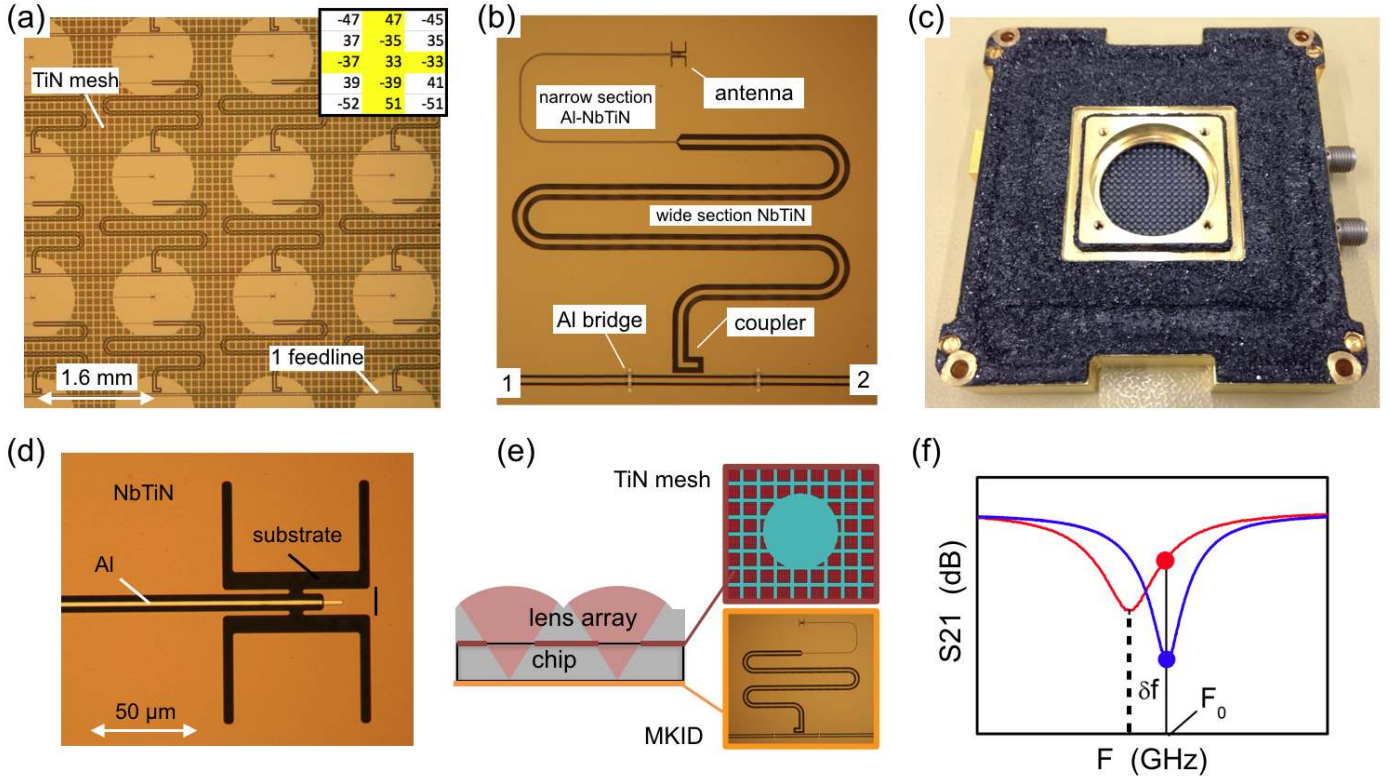 (a)
-47 47 -45
37 -35 35
-37 33 -33
39 -39 41
-52 51 -51
TiN mesh
1 feedline
1.6 mm
(b)
antenna
narrow section
Al-NbTiN
wide section NbTiN
Al bridge
coupler
1
2
(c)
(d)
NbTiN
substrate
Al
50 µm
(e)
TiN mesh
lens array
chip
MKID
(f)
S21 (dB)
δf
F0
F (GHz)